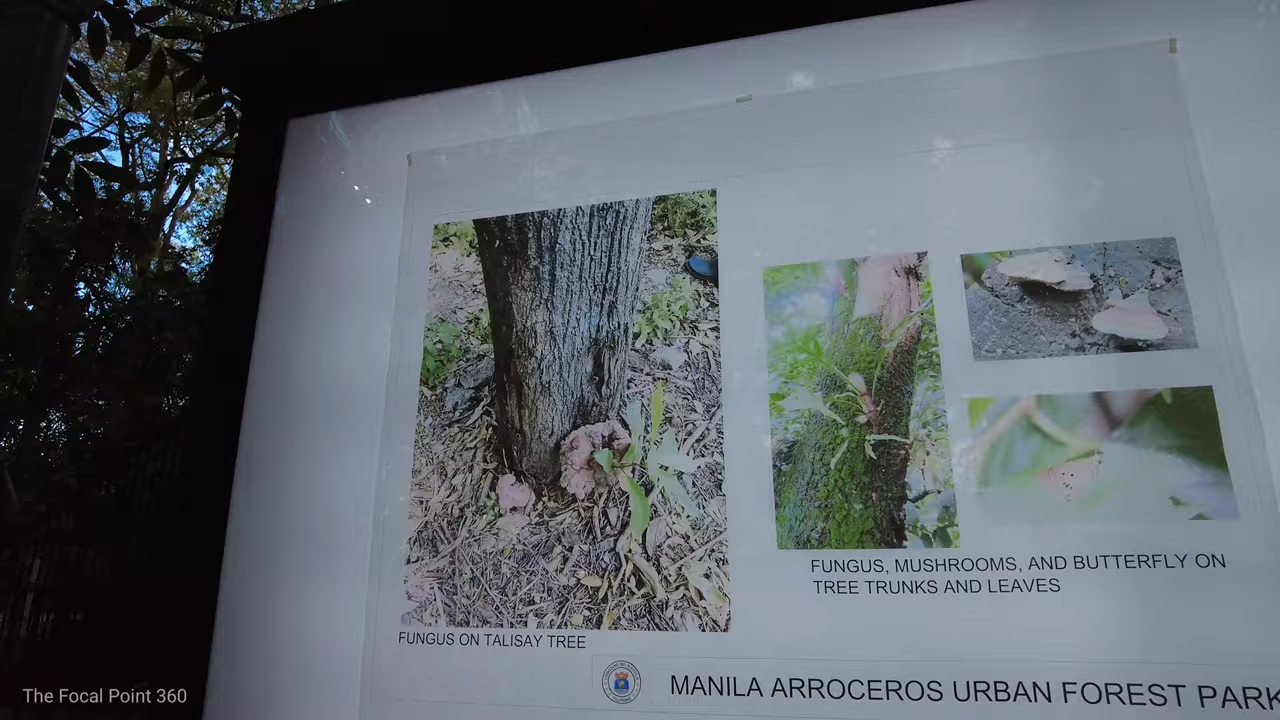 FUNGUS, MUSHROOMS, AND BUTTERFLY ON
TREE TRUNKS AND LEAVES
FUNGUS ON TALISAY TREE
MANILA ARROCEROS URBAN FOREST PARK
The Focal Point 360